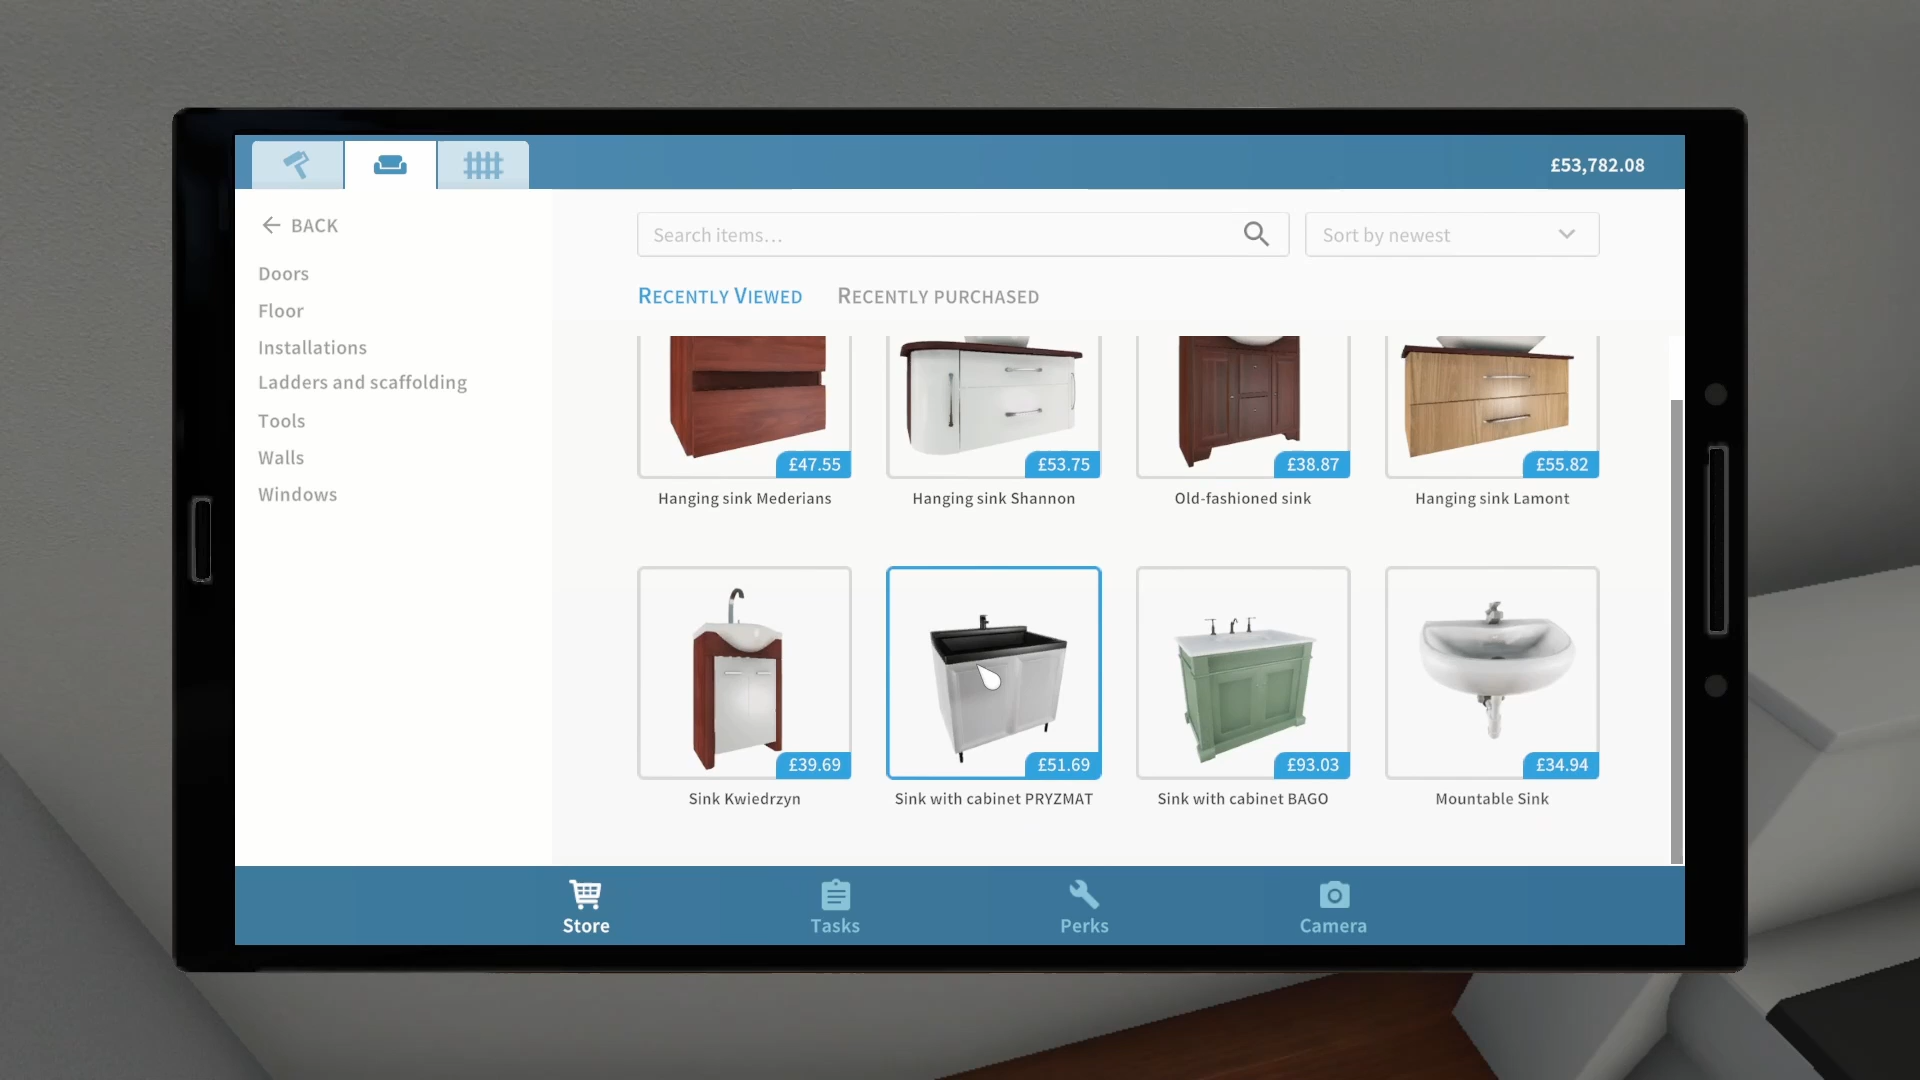 £53,782.08
BACK
Doors
Floor
Installations
Ladders and scaffolding
Tools
Walls
Windows
Search items...
Sort by newest
RECENTLY VIEWED
RECENTLY PURCHASED
£47.55
£53.75
£38.87
£55.82
Hanging sink Mederians
Hanging sink Shannon
Old-fashioned sink
Hanging sink Lamont
£39.69
£51.69
£93.03
£34.94
Sink Kwiedrzyn
Sink with cabinet PRYZMAT
Sink with cabinet BAGO
Mountable Sink
Store
Tasks
Perks
Camera